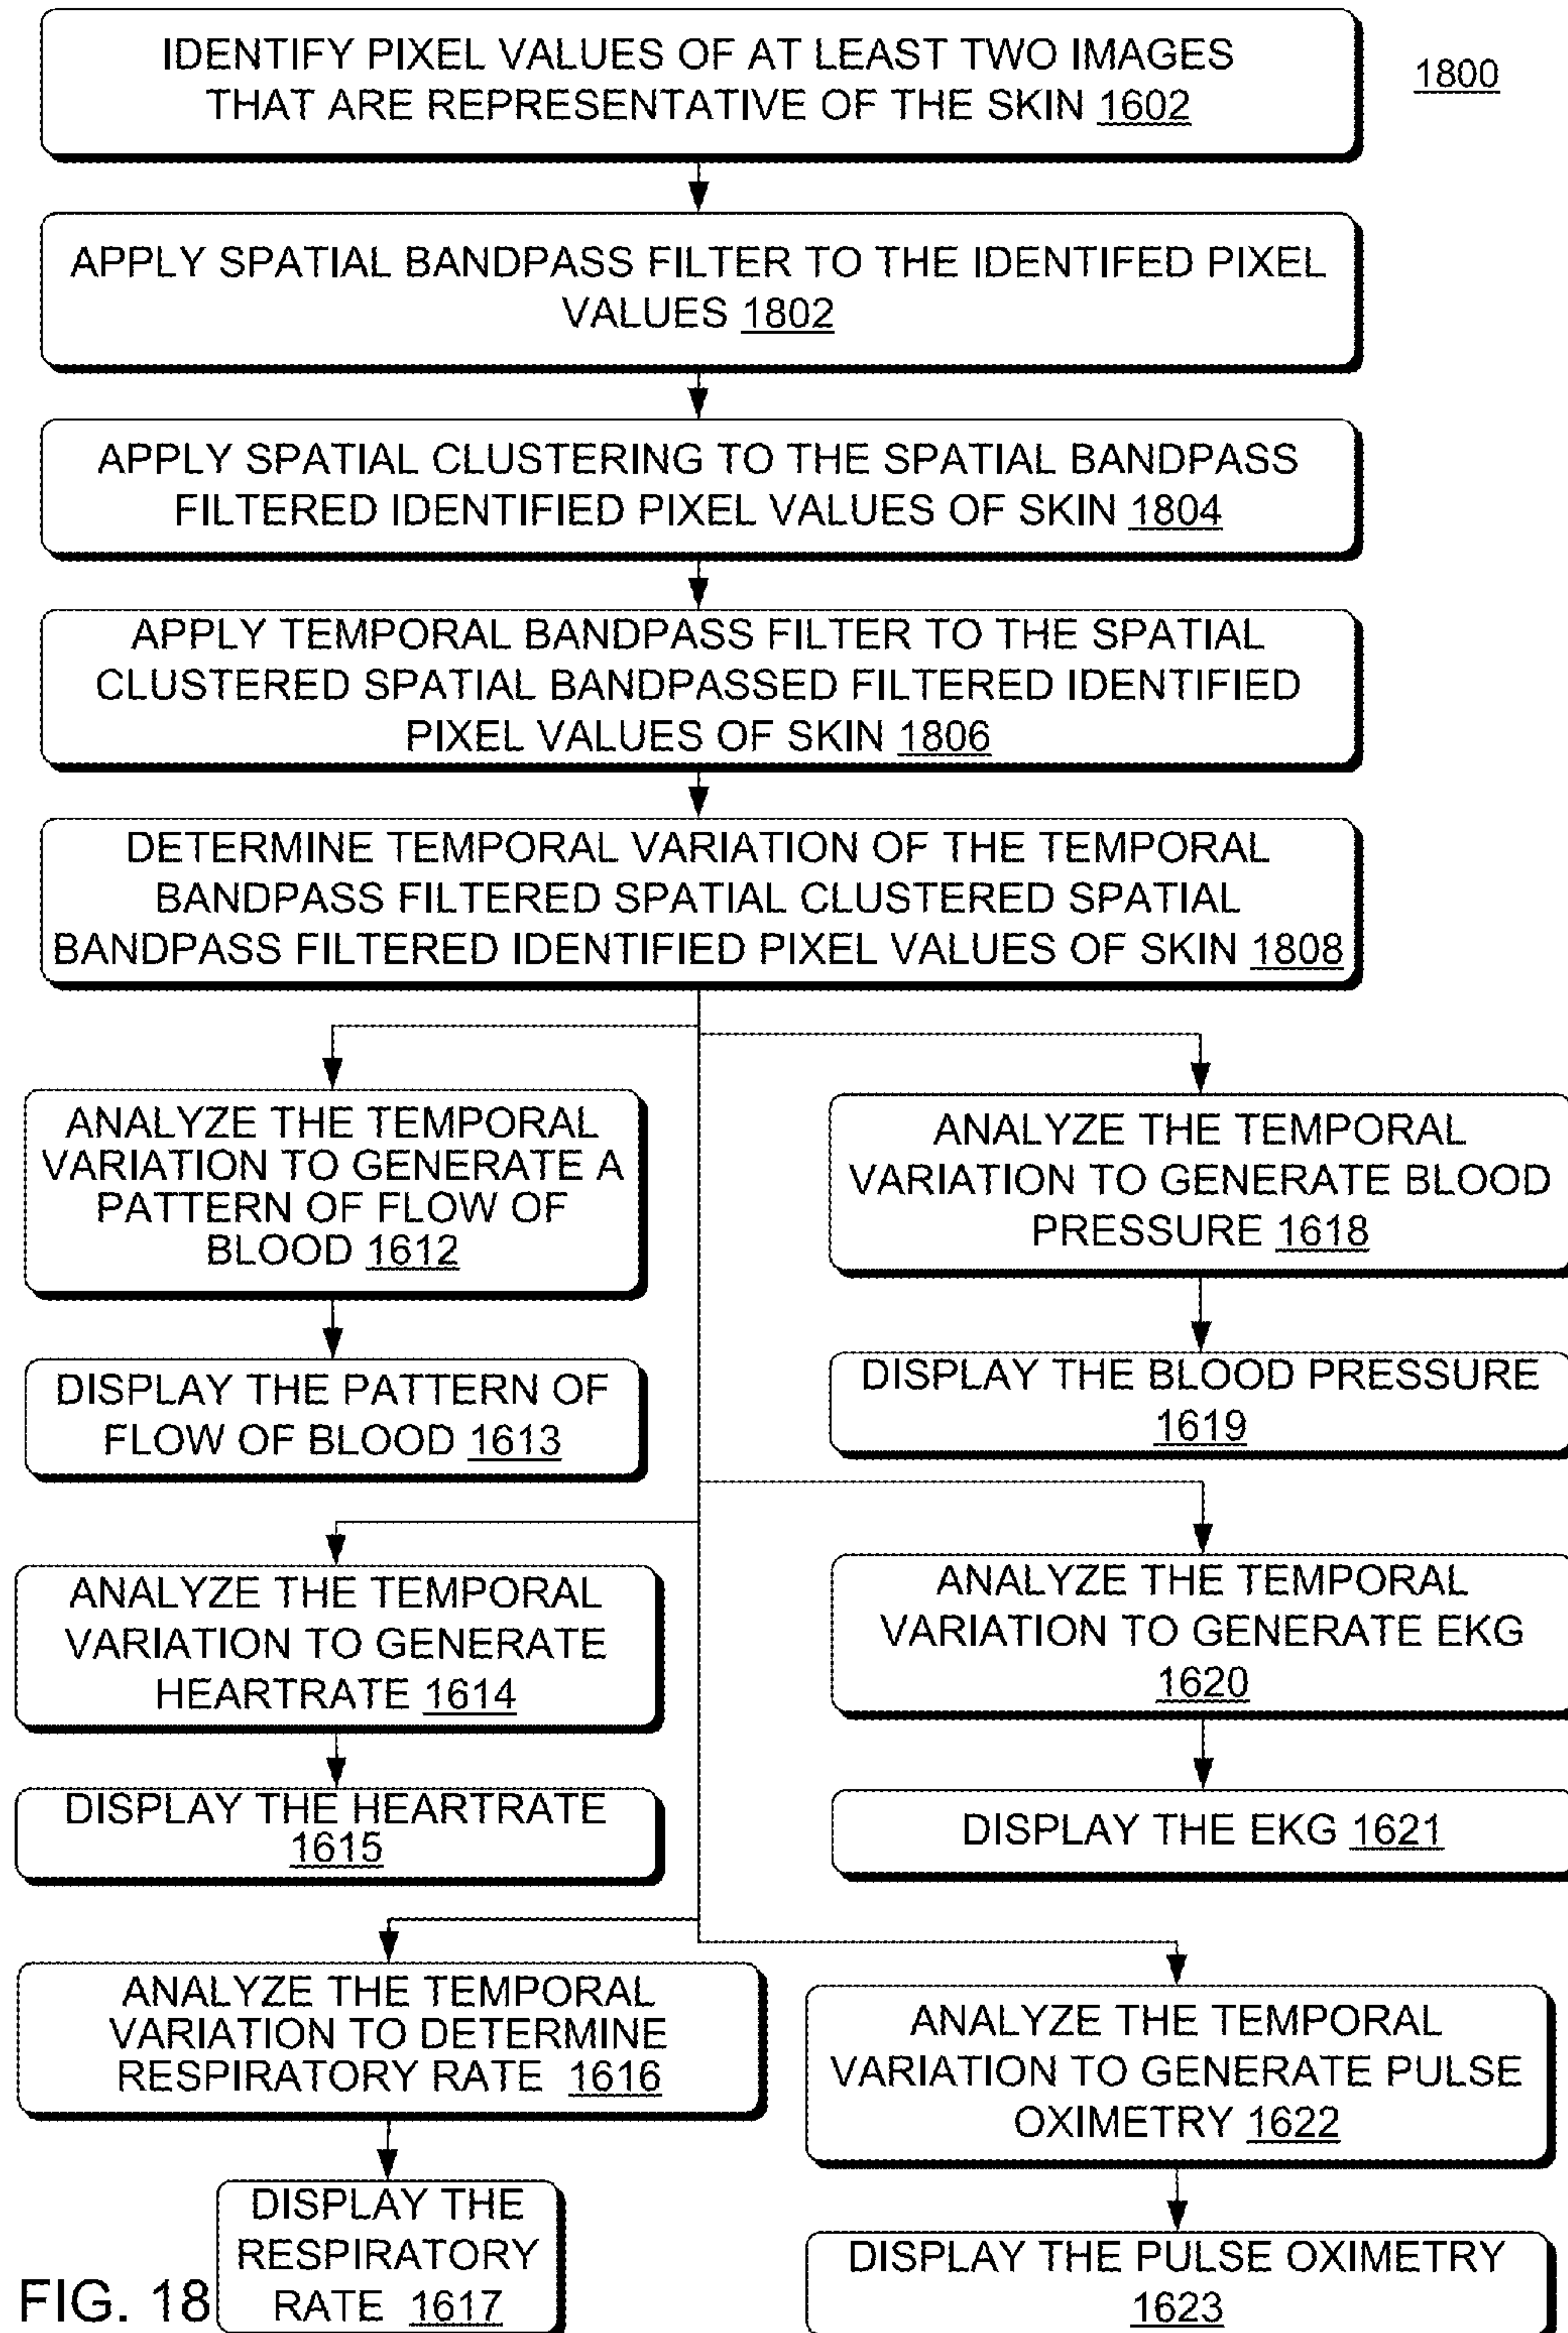 IDENTIFY PIXEL VALUES OF AT LEAST TWO IMAGES
THAT ARE REPRESENTATIVE OF THE SKIN 1602
1800
APPLY SPATIAL BANDPASS FILTER TO THE IDENTIFED PIXEL
VALUES 1802
APPLY SPATIAL CLUSTERING TO THE SPATIAL BANDPASS
FILTERED IDENTIFIED PIXEL VALUES OF SKIN 1804
APPLY TEMPORAL BANDPASS FILTER TO THE SPATIAL
CLUSTERED SPATIAL BANDPASSED FILTERED IDENTIFIED
PIXEL VALUES OF SKIN 1806
DETERMINE TEMPORAL VARIATION OF THE TEMPORAL
BANDPASS FILTERED SPATIAL CLUSTERED SPATIAL
BANDPASS FILTERED IDENTIFIED PIXEL VALUES OF SKIN 1808
ANALYZE THE TEMPORAL
VARIATION TO GENERATE A
PATTERN OF FLOW OF
BLOOD 1612
ANALYZE THE TEMPORAL
VARIATION TO GENERATE BLOOD
PRESSURE 1618
DISPLAY THE PATTERN OF
FLOW OF BLOOD 1613
DISPLAY THE BLOOD PRESSURE
1619
ANALYZE THE TEMPORAL
VARIATION TO GENERATE
HEARTRATE 1614
ANALYZE THE TEMPORAL
VARIATION TO GENERATE EKG
1620
DISPLAY THE HEARTRATE
1615
DISPLAY THE EKG 1621
ANALYZE THE TEMPORAL
VARIATION TO DETERMINE
RESPIRATORY RATE 1616
ANALYZE THE TEMPORAL
VARIATION TO GENERATE PULSE
OXIMETRY 1622
DISPLAY THE
RESPIRATORY
RATE 1617
DISPLAY THE PULSE OXIMETRY
1623
FIG. 18